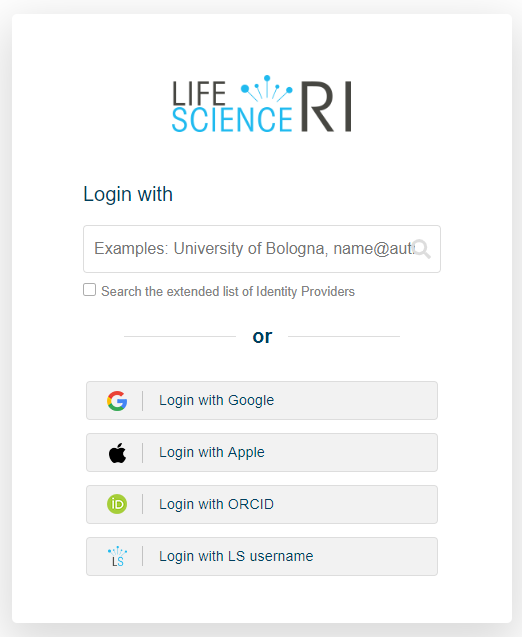 LIFE
SCIENCE RI
Login with
Examples: University of Bologna, name@aut
Search the extended list of Identity Providers
or
Login with Google
Login with Apple
iD Login with ORCID
LS Login with LS username